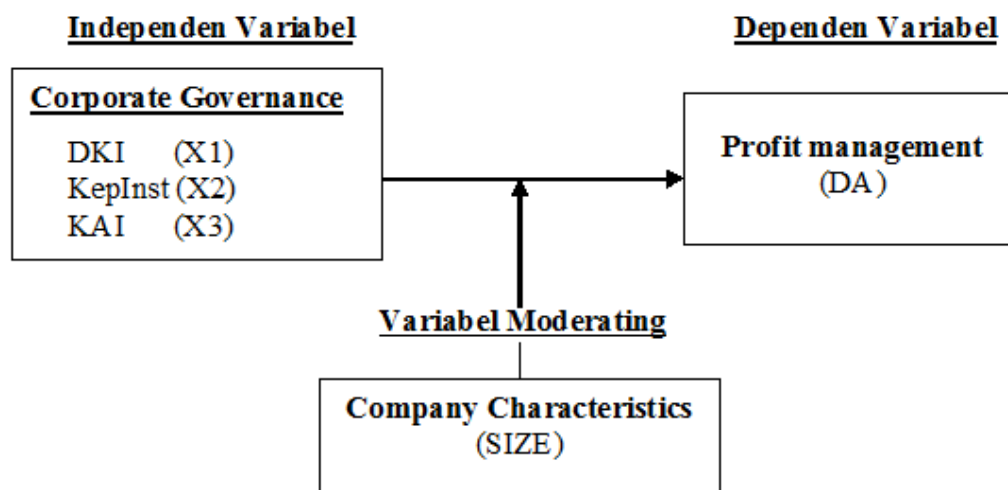 Independen Variabel
Dependen Variabel
Corporate Governance
DKI (X1)
KepInst (X2)
KAI (X3)
Profit management
(DA)
Variabel Moderating
Company Characteristics
(SIZE)